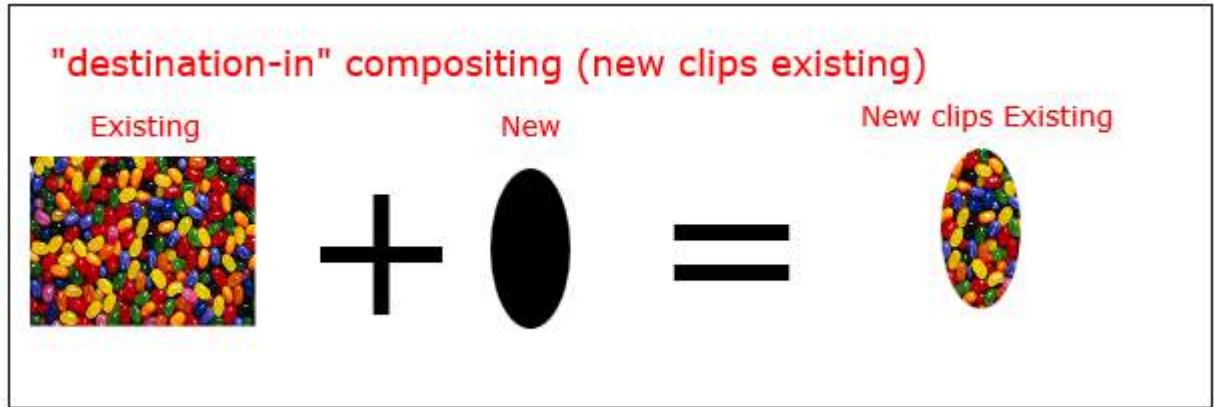 "destination-in" compositing (new clips existing)
Existing
New
New clips Existing